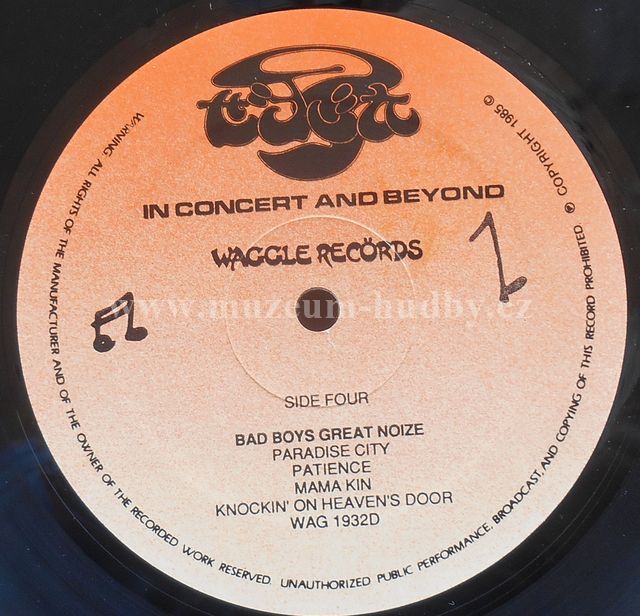 IN CONCERT AND BEYOND
WAGGLE RECÖRDS
www.muzeum-hudby.cz
SIDE FOUR
BAD BOYS GREAT NOIZE
PARADISE CITY
PATIENCE
MAMA KIN
KNOCKIN' ON HEAVEN'S DOOR
WAG 1932D
WARNING. ALL RIGHTS OF THE MANUFACTURER AND OF THE OWNER OF THE RECORDED WORK RESERVED. UNAUTHORIZED PUBLIC PERFORMANCE, BROADCAST, AND COPYING OF THIS RECORD PROHIBITED. ℗ COPYRIGHT 1985 ©